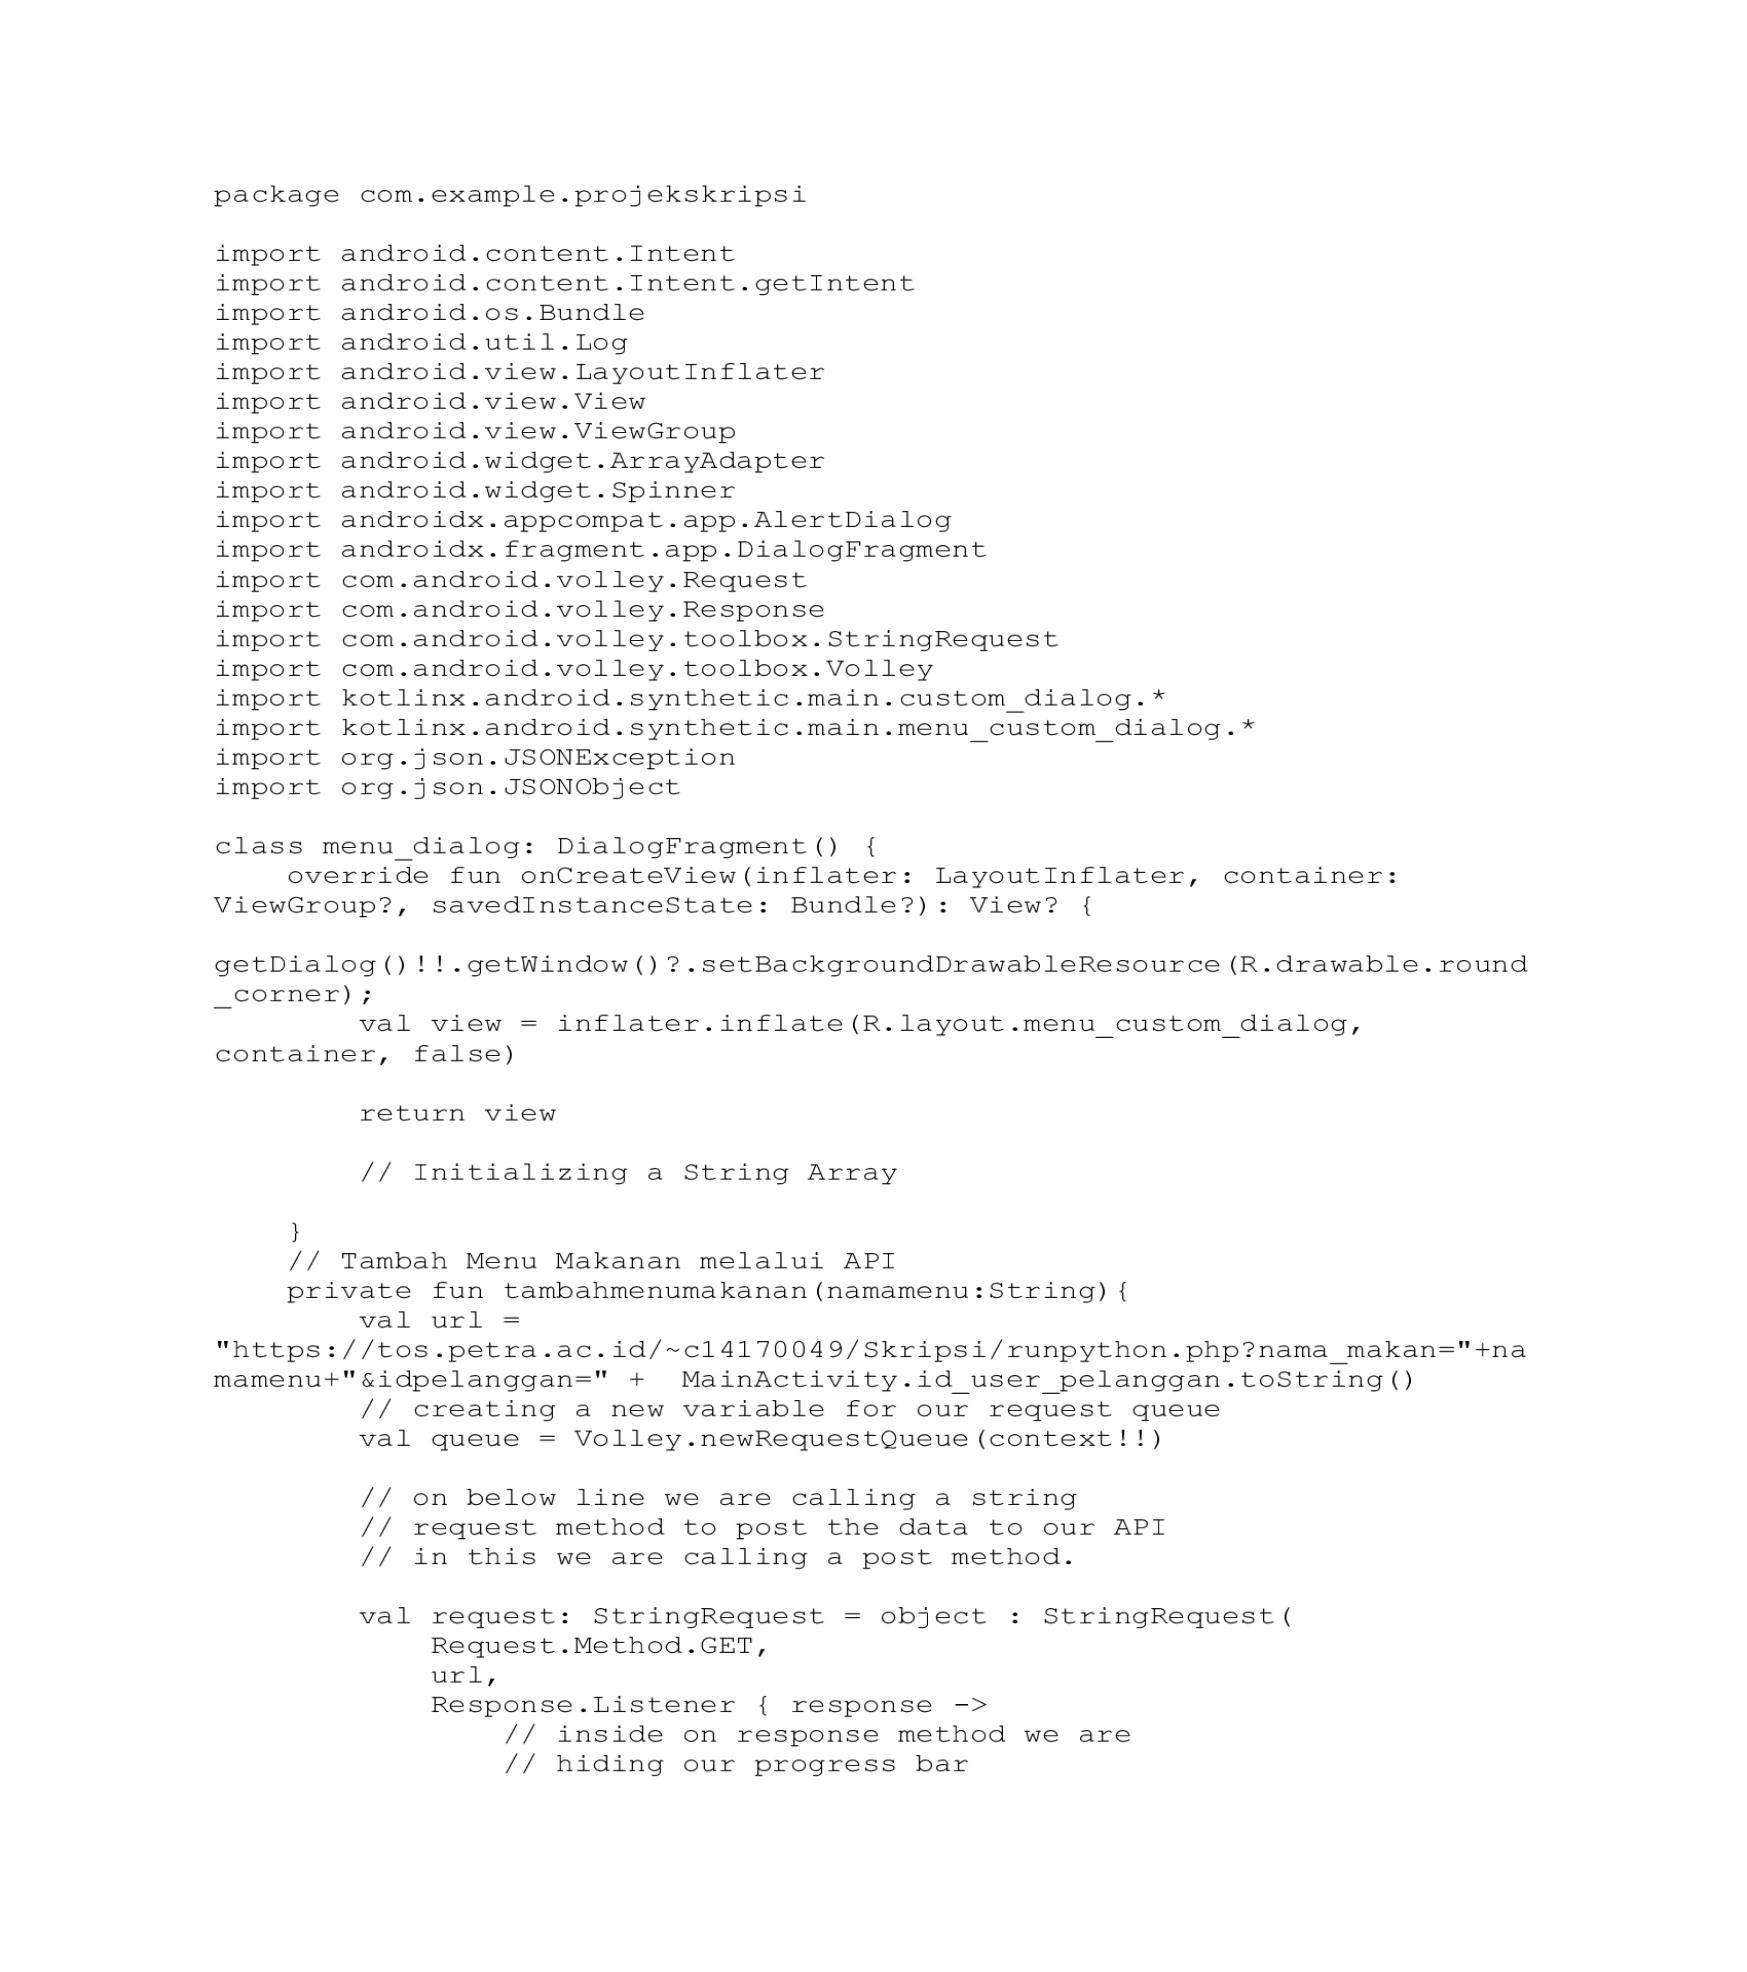 package com.example.projekskripsi
import android.content.Intent
import android.content.Intent.getIntent
import android.os.Bundle
import android.util.Log
import android.view.LayoutInflater
import android.view.View
import android.view.ViewGroup
import android.widget.ArrayAdapter
import android.widget.Spinner
import androidx.appcompat.app.AlertDialog
import androidx.fragment.app.DialogFragment
import com.android.volley.Request
import com.android.volley.Response
import com.android.volley.toolbox.StringRequest
import com.android.volley.toolbox.Volley
import kotlinx.android.synthetic.main.custom_dialog.*
import kotlinx.android.synthetic.main.menu_custom_dialog.*
import org.json.JSONException
import org.json.JSONObject
class menu_dialog: DialogFragment() {
    override fun onCreateView(inflater: LayoutInflater, container:
ViewGroup?, savedInstanceState: Bundle?): View? {
getDialog()!!.getWindow()?.setBackgroundDrawableResource(R.drawable.round
_corner);
        val view = inflater.inflate(R.layout.menu_custom_dialog,
container, false)
        return view
        // Initializing a String Array
    }
    // Tambah Menu Makanan melalui API
    private fun tambahmenumakanan(namamenu:String){
        val url =
"https://tos.petra.ac.id/~c14170049/Skripsi/runpython.php?nama_makan="+na
mamenu+"&idpelanggan=" +  MainActivity.id_user_pelanggan.toString()
        // creating a new variable for our request queue
        val queue = Volley.newRequestQueue(context!!)
        // on below line we are calling a string
        // request method to post the data to our API
        // in this we are calling a post method.
        val request: StringRequest = object : StringRequest(
            Request.Method.GET,
            url,
            Response.Listener { response ->
                // inside on response method we are
                // hiding our progress bar